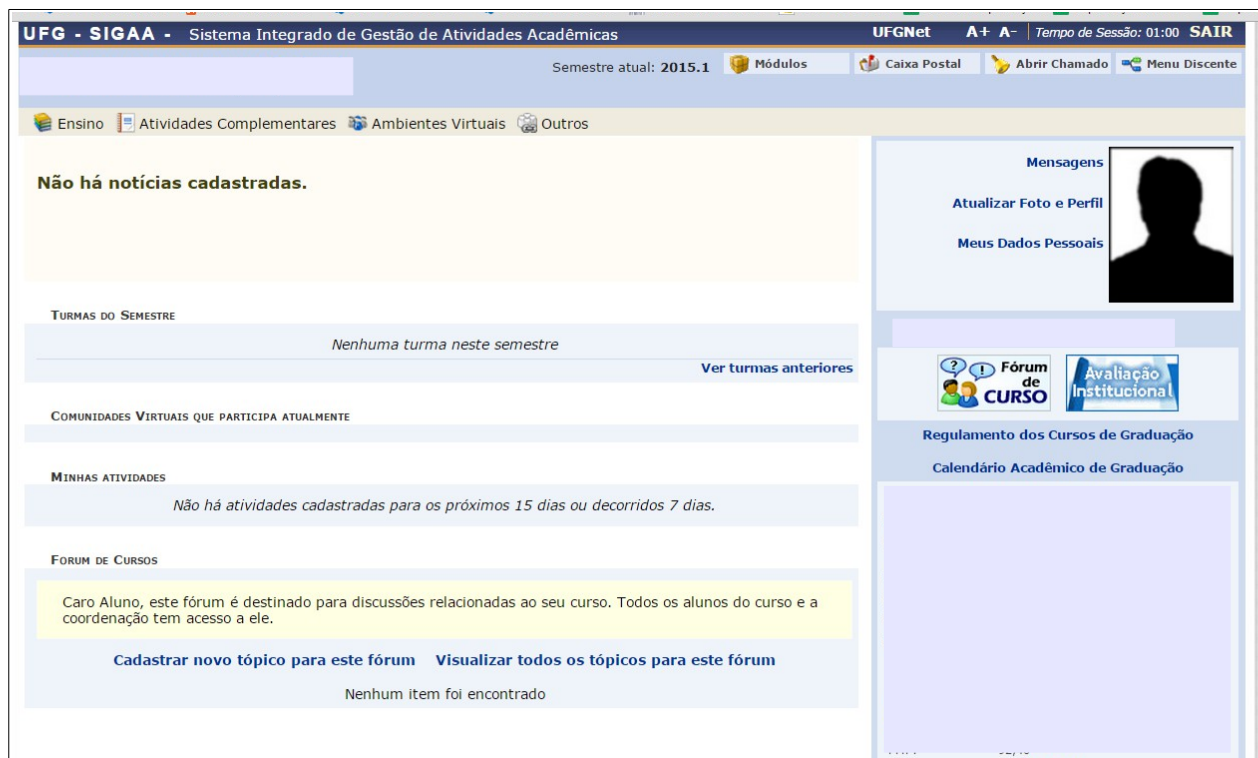 UFG - SIGAA - Sistema Integrado de Gestão de Atividades Acadêmicas
UFGNet A+ A- Tempo de Sessão: 01:00 SAIR
Semestre atual: 2015.1 Módulos Caixa Postal Abrir Chamado Menu Discente
Ensino Atividades Complementares Ambientes Virtuais Outros
Não há notícias cadastradas.
Mensagens
Atualizar Foto e Perfil
Meus Dados Pessoais
TURMAS DO SEMESTRE
Nenhuma turma neste semestre
Ver turmas anteriores
COMUNIDADES VIRTUAIS QUE PARTICIPA ATUALMENTE
MINHAS ATIVIDADES
Não há atividades cadastradas para os próximos 15 dias ou decorridos 7 dias.
FORUM DE CURSOS
Caro Aluno, este fórum é destinado para discussões relacionadas ao seu curso. Todos os alunos do curso e a
coordenação tem acesso a ele.
Cadastrar novo tópico para este fórum Visualizar todos os tópicos para este fórum
Nenhum item foi encontrado
Fórum
de
CURSO
Avaliação
Institucional
Regulamento dos Cursos de Graduação
Calendário Acadêmico de Graduação